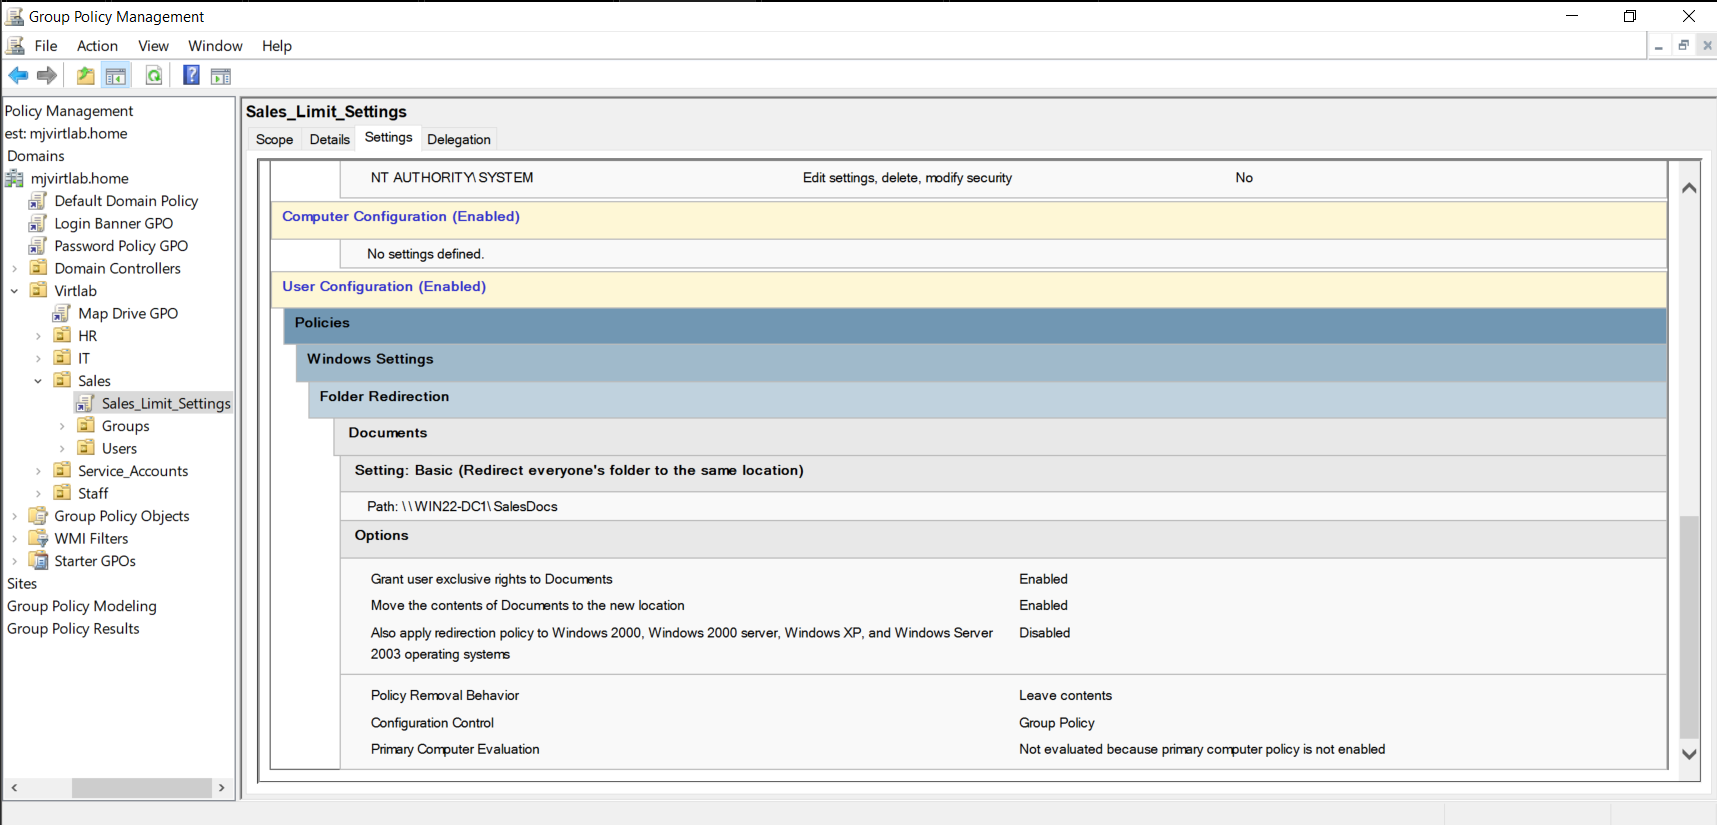 Group Policy Management
File Action View Window Help
Policy Management
est: mjvirtlab.home
Domains
mjvirtlab.home
Default Domain Policy
Login Banner GPO
Password Policy GPO
Domain Controllers
Virtlab
Map Drive GPO
HR
IT
Sales
Sales_Limit_Settings
Groups
Users
Service_Accounts
Staff
Group Policy Objects
WMI Filters
Starter GPOs
Sites
Group Policy Modeling
Group Policy Results
Sales_Limit_Settings
Scope Details Settings Delegation
NT AUTHORITY\SYSTEM Edit settings, delete, modify security No
Computer Configuration (Enabled)
No settings defined.
User Configuration (Enabled)
Policies
Windows Settings
Folder Redirection
Documents
Setting: Basic (Redirect everyone's folder to the same location)
Path: \\WIN22-DC1\SalesDocs
Options
Grant user exclusive rights to Documents Enabled
Move the contents of Documents to the new location Enabled
Also apply redirection policy to Windows 2000, Windows 2000 server, Windows XP, and Windows Server Disabled
2003 operating systems
Policy Removal Behavior Leave contents
Configuration Control Group Policy
Primary Computer Evaluation Not evaluated because primary computer policy is not enabled